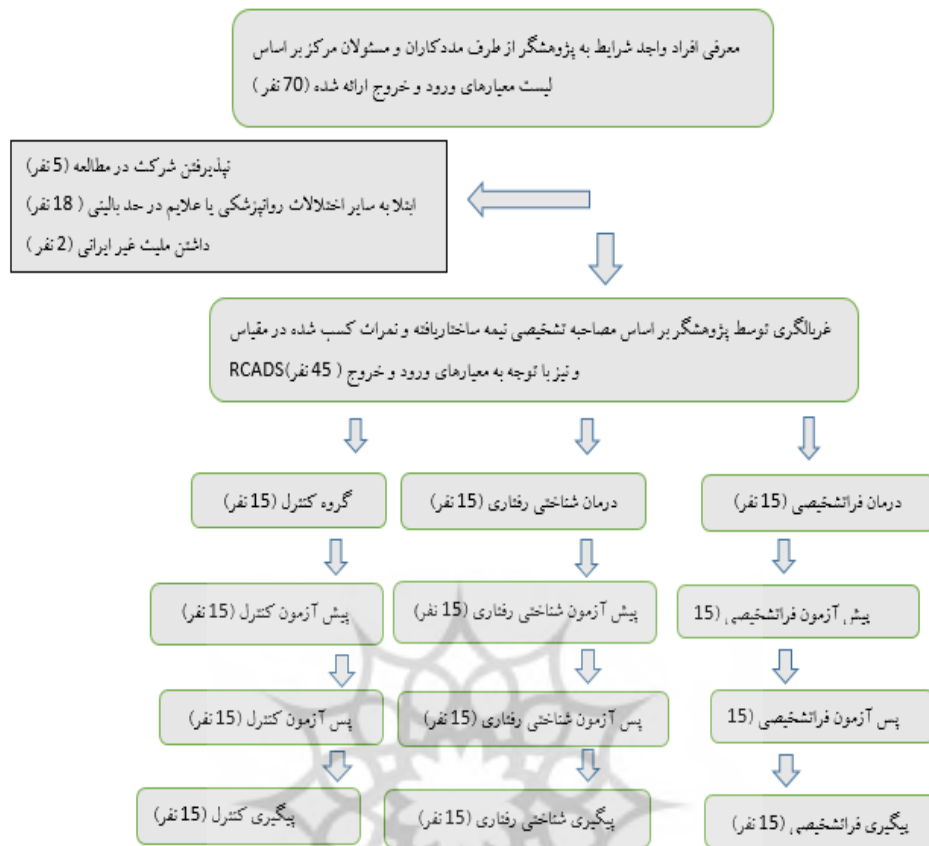 معرفی افراد واجد شرایط به پژوهشگر از طرف مددکاران و مسئولان مرکز بر اساس
لیست معیارهای ورود و خروج ارائه شده (70 نفر )
نپذیرفتن شرکت در مطالعه (5 نفر)
ابتلا به سایر اختلالات روانپزشکی یا علایم در حد بالینی ( 18 نفر)
داشتن ملیت غیر ایرانی (2 نفر )
غربالگری توسط پژوهشگر بر اساس مصاحبه تشخیصی نیمه ساختاریافته و نمرات کسب شده در مقیاس
RCADS و نیز با توجه به معیارهای ورود و خروج ( 45 نفر)
درمان فراتشخیصی (15 نفر)
درمان شناختی رفتاری (15 نفر)
گروه کنترل (15 نفر)
پیش آزمون فراتشخیصی (15
پیش آزمون شناختی رفتاری (15 نفر)
پیش آزمون کنترل (15 نفر)
پس آزمون فراتشخیصی (15
پس آزمون شناختی رفتاری (15 نفر)
پس آزمون کنترل (15 نفر)
پیگیری فراتشخیصی (15 نفر)
پیگیری شناختی رفتاری (15 نفر)
پیگیری کنترل (15 نفر)